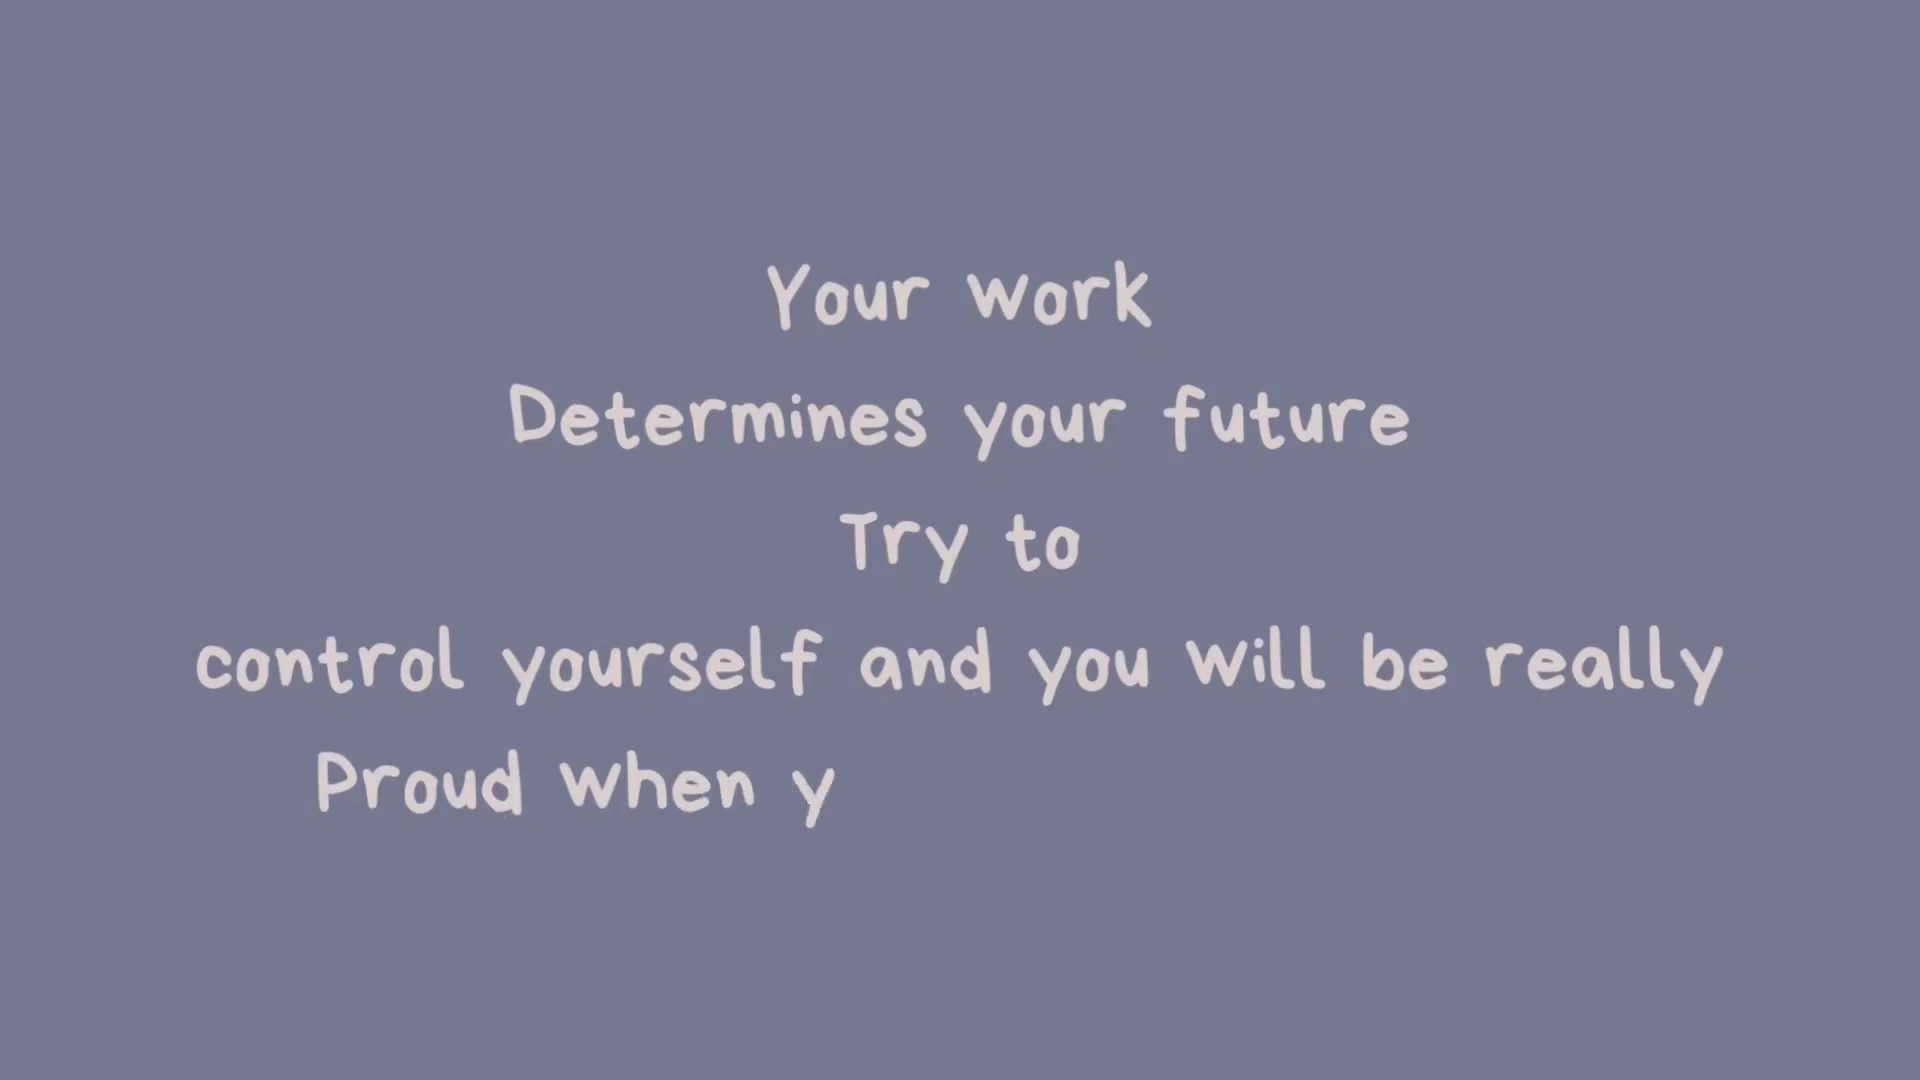 Your work
Determines your future
Try to
control yourself and you will be really
Proud when y